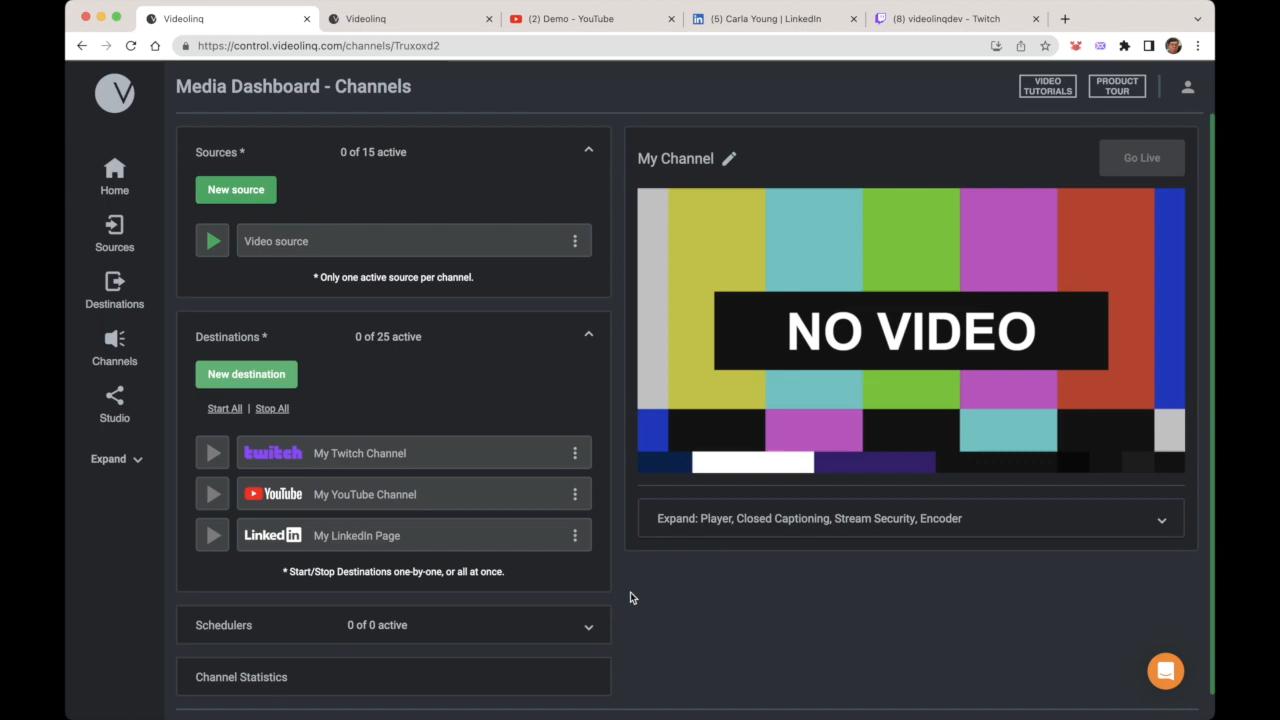 Videolinq
Videolinq
(2) Demo - YouTube
(5) Carla Young | LinkedIn
(8) videolinqdev - Twitch
https://control.videolinq.com/channels/Truxoxd2
Media Dashboard - Channels
VIDEO
TUTORIALS
PRODUCT
TOUR
Home
Sources
Destinations
Channels
Studio
Expand
Sources *
0 of 15 active
New source
Video source
* Only one active source per channel.
Destinations *
0 of 25 active
New destination
Start All | Stop All
twitch My Twitch Channel
YouTube My YouTube Channel
Linked in My LinkedIn Page
* Start/Stop Destinations one-by-one, or all at once.
Schedulers
0 of 0 active
Channel Statistics
My Channel
Go Live
NO VIDEO
Expand: Player, Closed Captioning, Stream Security, Encoder